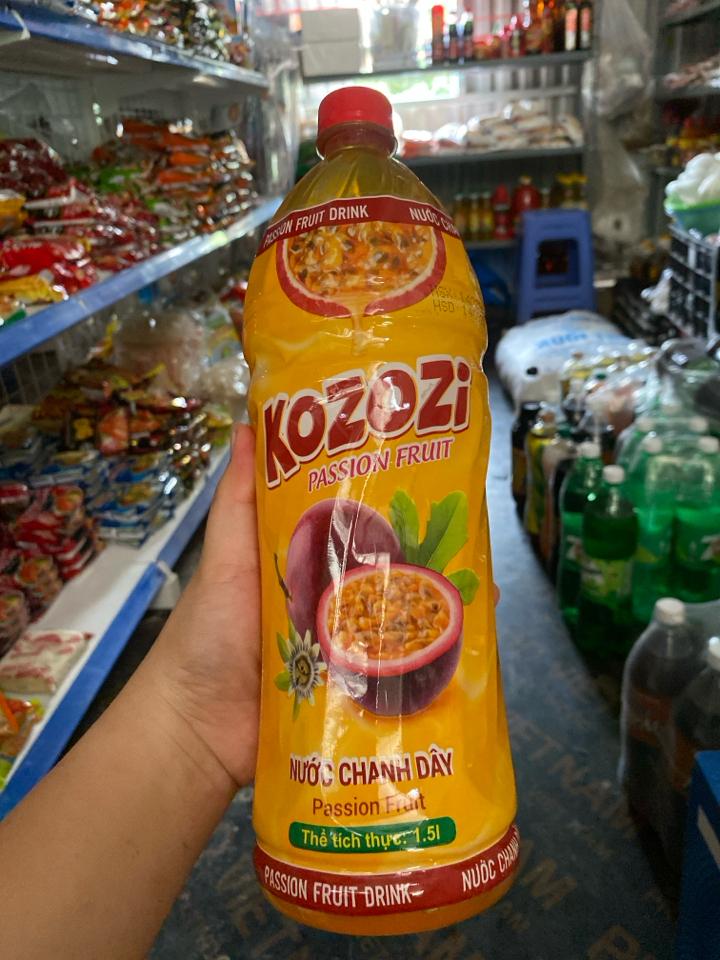 PASSION FRUIT DRINK
NƯỚC CHA
KOZOZi
PASSION FRUIT
NƯỚC CHANH DÂY
Passion Fruit
Thể tích thực: 1.5l
PASSION FRUIT DRINK
NƯỚC CHANH